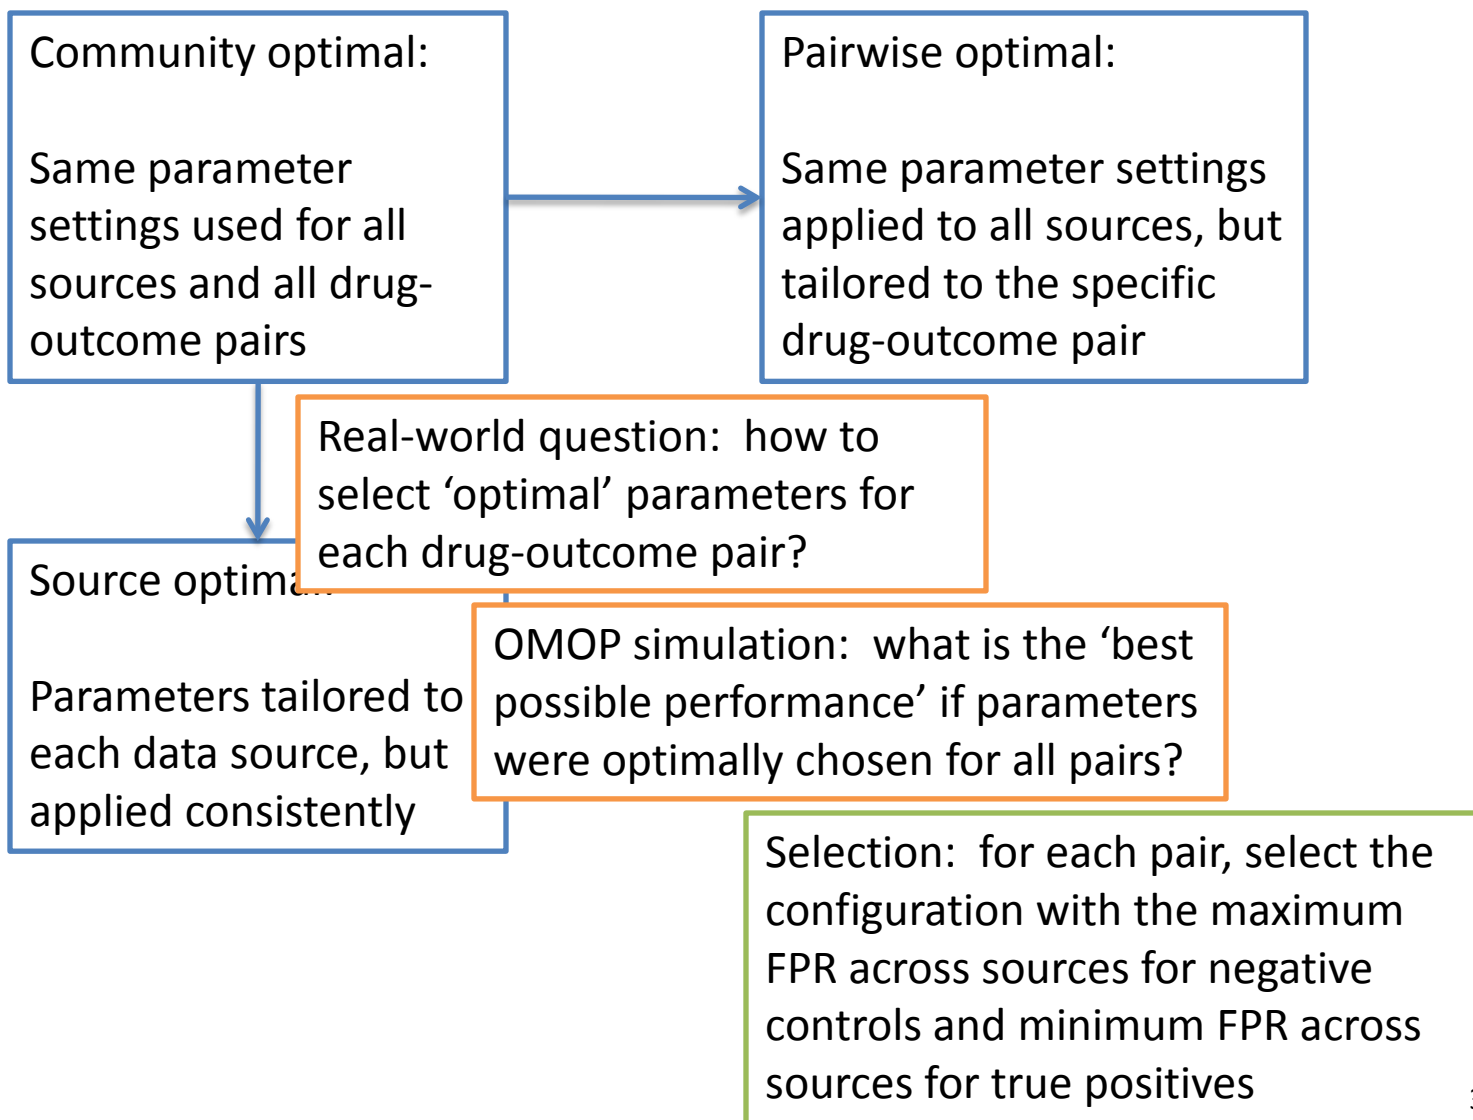 Community optimal:
Same parameter
settings used for all
sources and all drug-
outcome pairs
Pairwise optimal:
Same parameter settings
applied to all sources, but
tailored to the specific
drug-outcome pair
Real-world question:  how to
select ‘optimal’ parameters for
each drug-outcome pair?
Source
Parameters tailored to
each data source, but
applied consistently
OMOP simulation:  what is the ‘best
possible performance’ if parameters
were optimally chosen for all pairs?
Selection:  for each pair, select the
configuration with the maximum
FPR across sources for negative
controls and minimum FPR across
sources for true positives